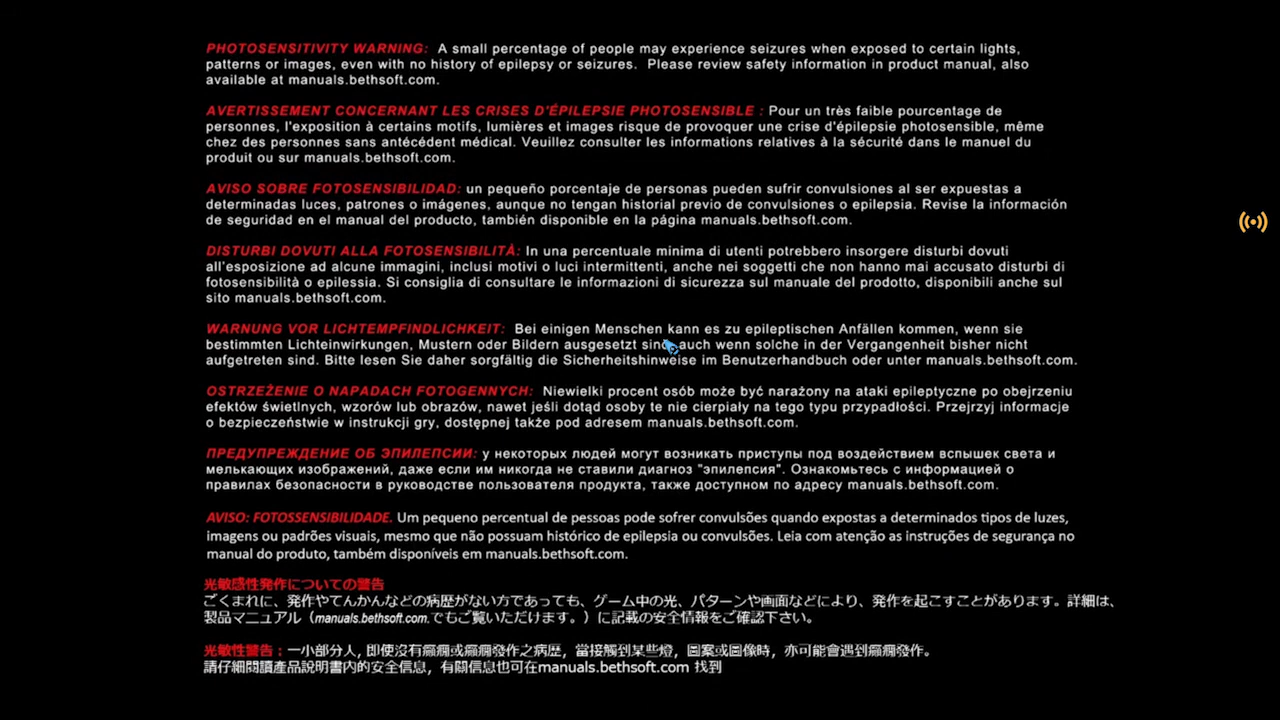 PHOTOSENSITIVITY WARNING: A small percentage of people may experience seizures when exposed to certain lights,
patterns or images, even with no history of epilepsy or seizures. Please review safety information in product manual, also
available at manuals.bethsoft.com.
AVERTISSEMENT CONCERNANT LES CRISES D'ÉPILEPSIE PHOTOSENSIBLE : Pour un très faible pourcentage de
personnes, l'exposition à certains motifs, lumières et images risque de provoquer une crise d'épilepsie photosensible, même
chez des personnes sans antécédent médical. Veuillez consulter les informations relatives à la sécurité dans le manuel du
produit ou sur manuals.bethsoft.com.
AVISO SOBRE FOTOSENSIBILIDAD: un pequeño porcentaje de personas pueden sufrir convulsiones al ser expuestas a
determinadas luces, patrones o imágenes, aunque no tengan historial previo de convulsiones o epilepsia. Revise la información
de seguridad en el manual del producto, también disponible en la página manuals.bethsoft.com.
DISTURBI DOVUTI ALLA FOTOSENSIBILITÀ: In una percentuale minima di utenti potrebbero insorgere disturbi dovuti
all'esposizione ad alcune immagini, inclusi motivi o luci intermittenti, anche nei soggetti che non hanno mai accusato disturbi di
fotosensibilità o epilessia. Si consiglia di consultare le informazioni di sicurezza sul manuale del prodotto, disponibili anche sul
sito manuals.bethsoft.com.
WARNUNG VOR LICHTEMPFINDLICHKEIT: Bei einigen Menschen kann es zu epileptischen Anfällen kommen, wenn sie
bestimmten Lichteinwirkungen, Mustern oder Bildern ausgesetzt sind, auch wenn solche in der Vergangenheit bisher nicht
aufgetreten sind. Bitte lesen Sie daher sorgfältig die Sicherheitshinweise im Benutzerhandbuch oder unter manuals.bethsoft.com.
OSTRZEŻENIE O NAPADACH FOTOGENNYCH: Niewielki procent osób może być narażony na ataki epileptyczne po obejrzeniu
efektów świetlnych, wzorów lub obrazów, nawet jeśli dotąd osoby te nie cierpiały na tego typu przypadłości. Przejrzyj informacje
o bezpieczeństwie w instrukcji gry, dostępnej także pod adresem manuals.bethsoft.com.
ПРЕДУПРЕЖДЕНИЕ ОБ ЭПИЛЕПСИИ: у некоторых людей могут возникать приступы под воздействием вспышек света и
мелькающих изображений, даже если им никогда не ставили диагноз "эпилепсия". Ознакомьтесь с информацией о
правилах безопасности в руководстве пользователя продукта, также доступном по адресу manuals.bethsoft.com.
AVISO: FOTOSSENSIBILIDADE. Um pequeno percentual de pessoas pode sofrer convulsões quando expostas a determinados tipos de luzes,
imagens ou padrões visuais, mesmo que não possuam histórico de epilepsia ou convulsões. Leia com atenção as instruções de segurança no
manual do produto, também disponíveis em manuals.bethsoft.com.
光敏感性発作についての警告
ごくまれに、発作やてんかんなどの病歴がない方であっても、ゲーム中の光、パターンや画面などにより、発作を起こすことがあります。詳細は、
製品マニュアル（manuals.bethsoft.com.でもご覧いただけます。）に記載の安全情報をご確認下さい。
光敏性警告：一小部分人，即使沒有癲癇或癲癇發作之病歷，當接觸到某些燈，圖案或圖像時，亦可能會遇到癲癇發作。
請仔細閱讀產品說明書内的安全信息，有關信息也可在manuals.bethsoft.com 找到